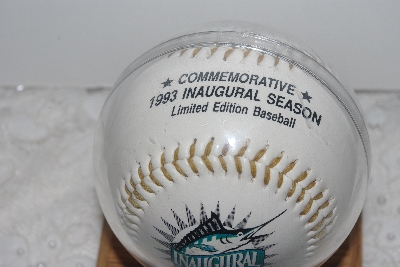 ★ COMMEMORATIVE ★
1993 INAUGURAL SEASON
Limited Edition Baseball
INAUGURAL